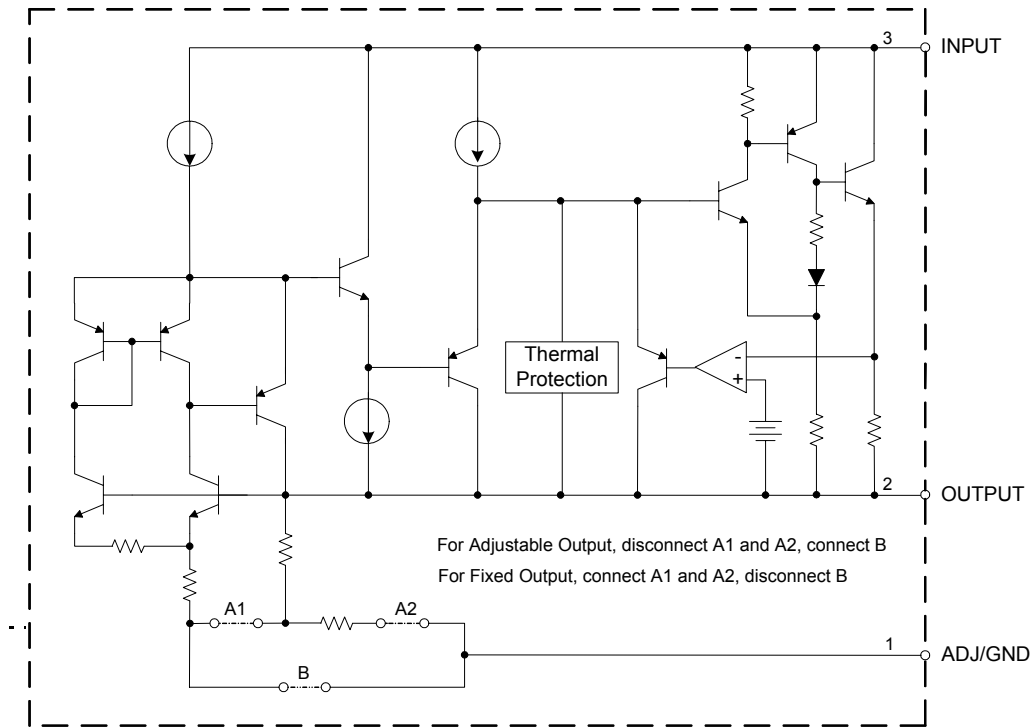 3
INPUT
Thermal
Protection
-
+
2
OUTPUT
For Adjustable Output, disconnect A1 and A2, connect B
For Fixed Output, connect A1 and A2, disconnect B
A1
A2
1
ADJ/GND
B